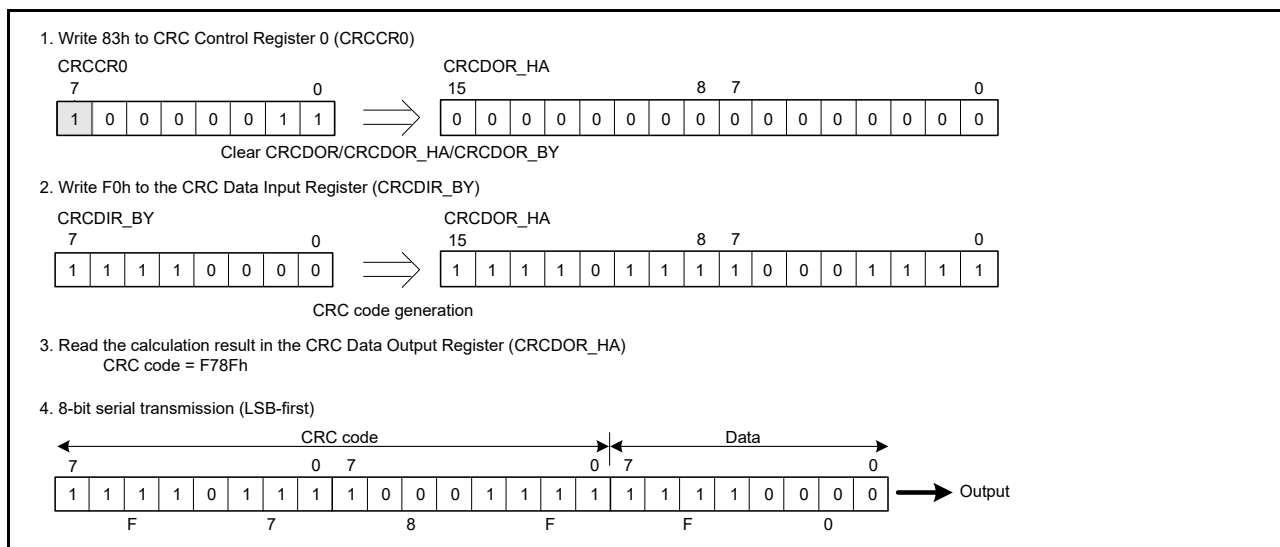 1. Write 83h to CRC Control Register 0 (CRCCR0)
CRCCR0 CRCDOR_HA
7 0 15 8 7 0
1 0 0 0 0 0 1 1 0 0 0 0 0 0 0 0 0 0 0 0 0 0 0 0
Clear CRCDOR/CRCDOR_HA/CRCDOR_BY
2. Write F0h to the CRC Data Input Register (CRCDIR_BY)
CRCDIR_BY CRCDOR_HA
7 0 15 8 7 0
1 1 1 1 0 0 0 0 1 1 1 1 0 1 1 1 1 0 0 0 1 1 1 1
CRC code generation
3. Read the calculation result in the CRC Data Output Register (CRCDOR_HA)
CRC code = F78Fh
4. 8-bit serial transmission (LSB-first)
CRC code Data
7 0 7 0 7 0
1 1 1 1 0 1 1 1 1 0 0 0 1 1 1 1 1 1 1 1 0 0 0 0 Output
F 7 8 F F 0